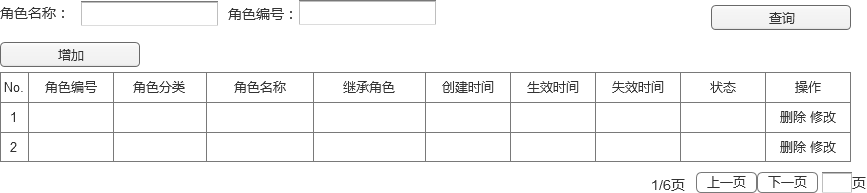 角色名称： 角色编号： 查询
增加
No. 角色编号 角色分类 角色名称 继承角色 创建时间 生效时间 失效时间 状态 操作
1 删除 修改
2 删除 修改
1/6页 上一页 下一页 页